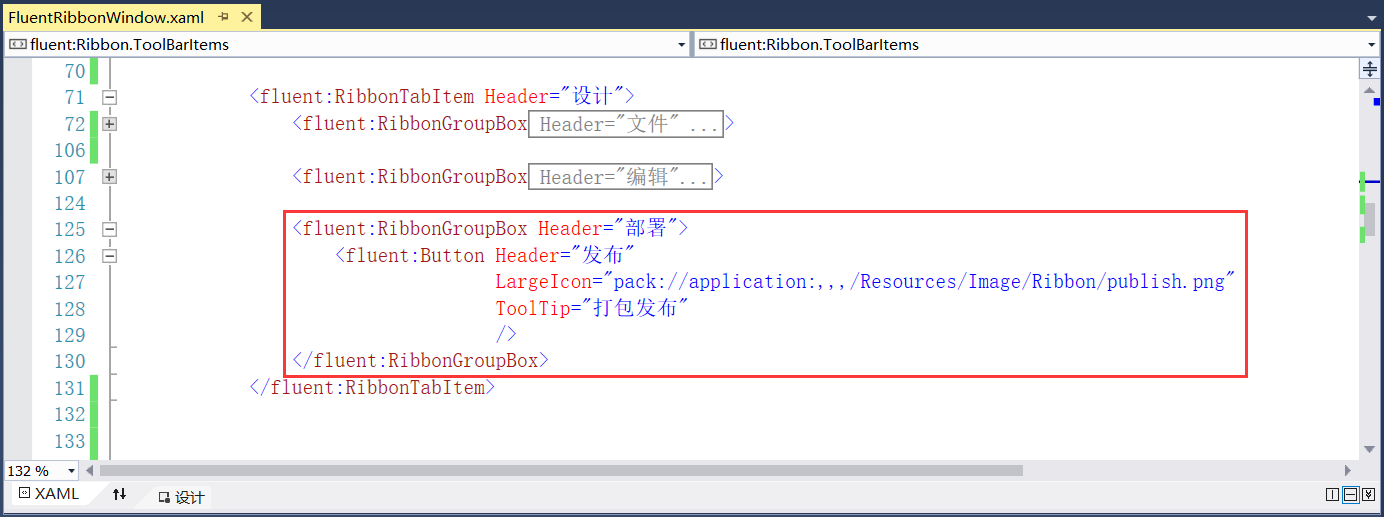 FluentRibbonWindow.xaml
fluent:Ribbon.ToolBarItems fluent:Ribbon.ToolBarItems
70
71 <fluent:RibbonTabItem Header="设计">
72 <fluent:RibbonGroupBox Header="文件" ...>
106
107 <fluent:RibbonGroupBox Header="编辑"...>
124
125 <fluent:RibbonGroupBox Header="部署">
126 <fluent:Button Header="发布"
127 LargeIcon="pack://application:,,,/Resources/Image/Ribbon/publish.png"
128 ToolTip="打包发布"
129 />
130 </fluent:RibbonGroupBox>
131 </fluent:RibbonTabItem>
132
133
132 %
XAML 设计